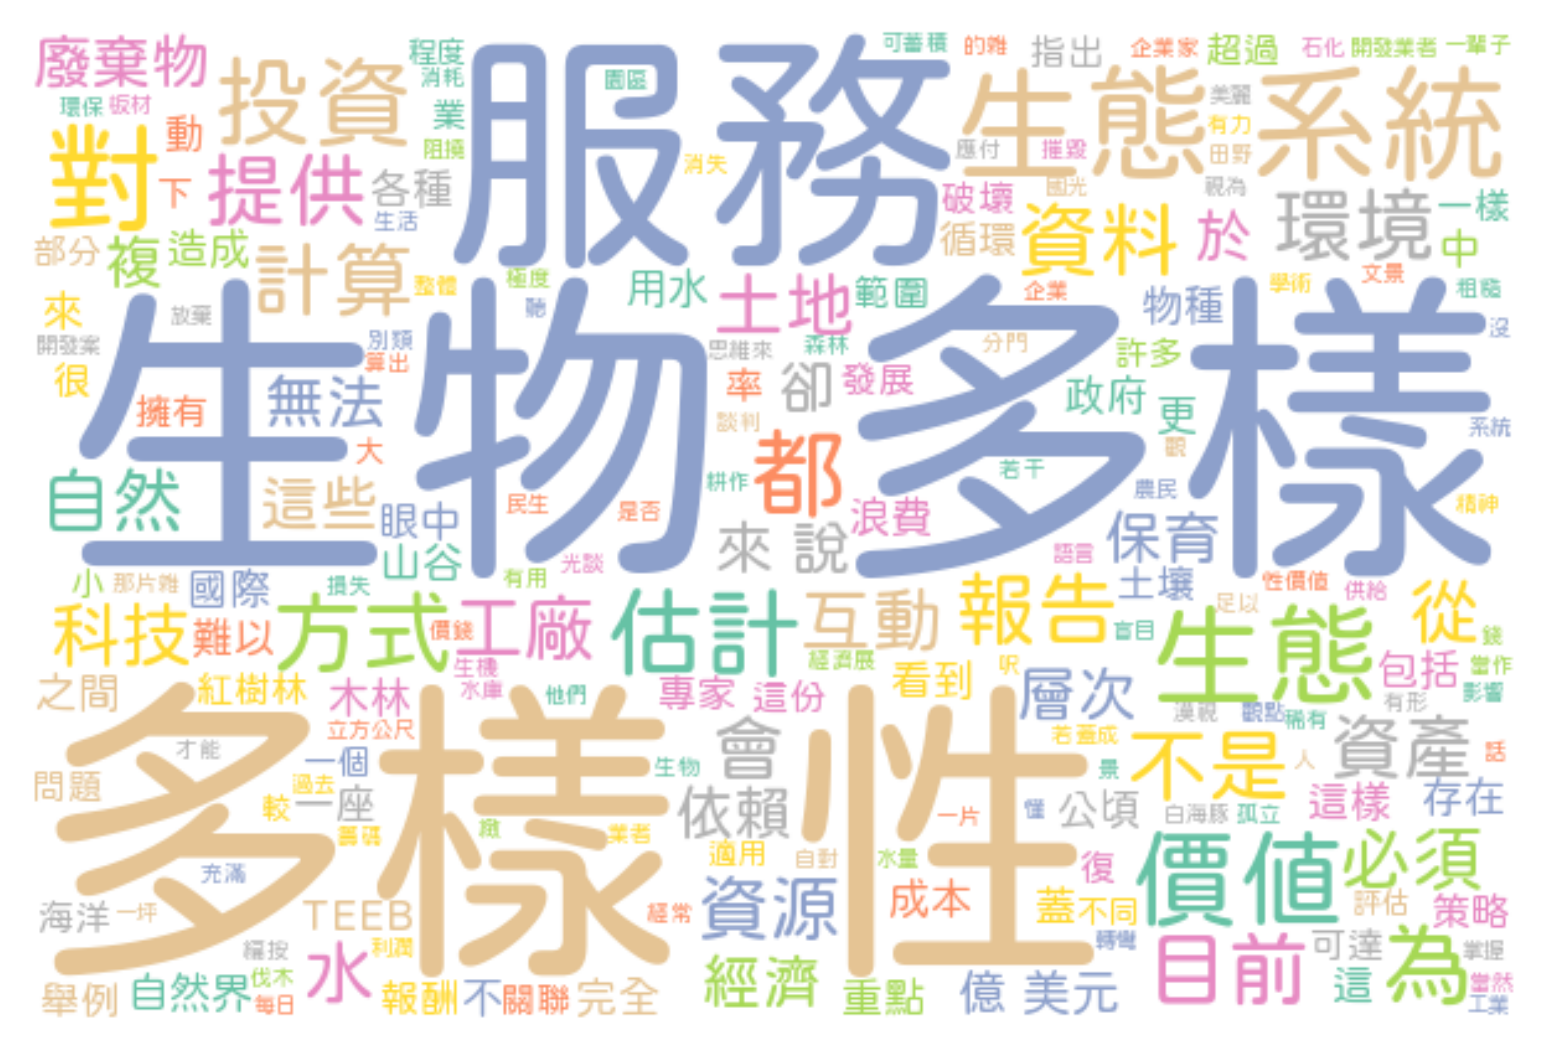 廢棄物
投資
程度
消耗
服務
園區
可蓄積
的雜
指出
企業家
超過
石化
開發業者
一輩子
環保
板材
業
動
對
阻撓
消失
生態系統
美麗
有力
田野
應付
摧毀
下
提供
各種
生活
破壞
國光
視為
循環
資料
於
環境
一樣
中
部分
複
造成
計算
整體
極度
聽
用水
土地
範圍
企業
物種
文景
學術
粗糙
來
放棄
開發案
別類
算出
生物多樣
思維來
森林
分門
許多
沒
很
擁有
無法
率
卻
發展
政府
更
談判
大
都
觀
系統
自然
這些
眼中
民生
是否
耕作
若干
農民
精神
浪費
來 說
保育
山谷
光談
語言
小
那片雜
國際
損失
有用
土壤
性價值
供給
足以
科技
難以
方式
價錢
工廠
估計
互動
報告
盲目
生態
從
錢
生機
水庫
經濟展
看到
呎
包括
當作
影響
之間
紅樹林
木林
他們
專家
這份
層次
漠視
觀點
稀有
有形
立方公尺
才能
多樣性
會
若蓋成
不是
資產
話
問題
一個
過去
生物
景
人
較
一座
籌碼
緻
業者
依賴
一片
懂
公頃
白海豚
孤立
這樣
存在
充滿
適用
自對
水量
復
價值
必須
海洋
一坪
TEEB
經常
資源
成本
蓋
不同
轉彎
評估
策略
編按
利潤
目前
可達
為
掌握
舉例
自然界
伐木
每日
水
報酬
不
關聯
完全
經濟
重點
億
美元
這
當然
工業